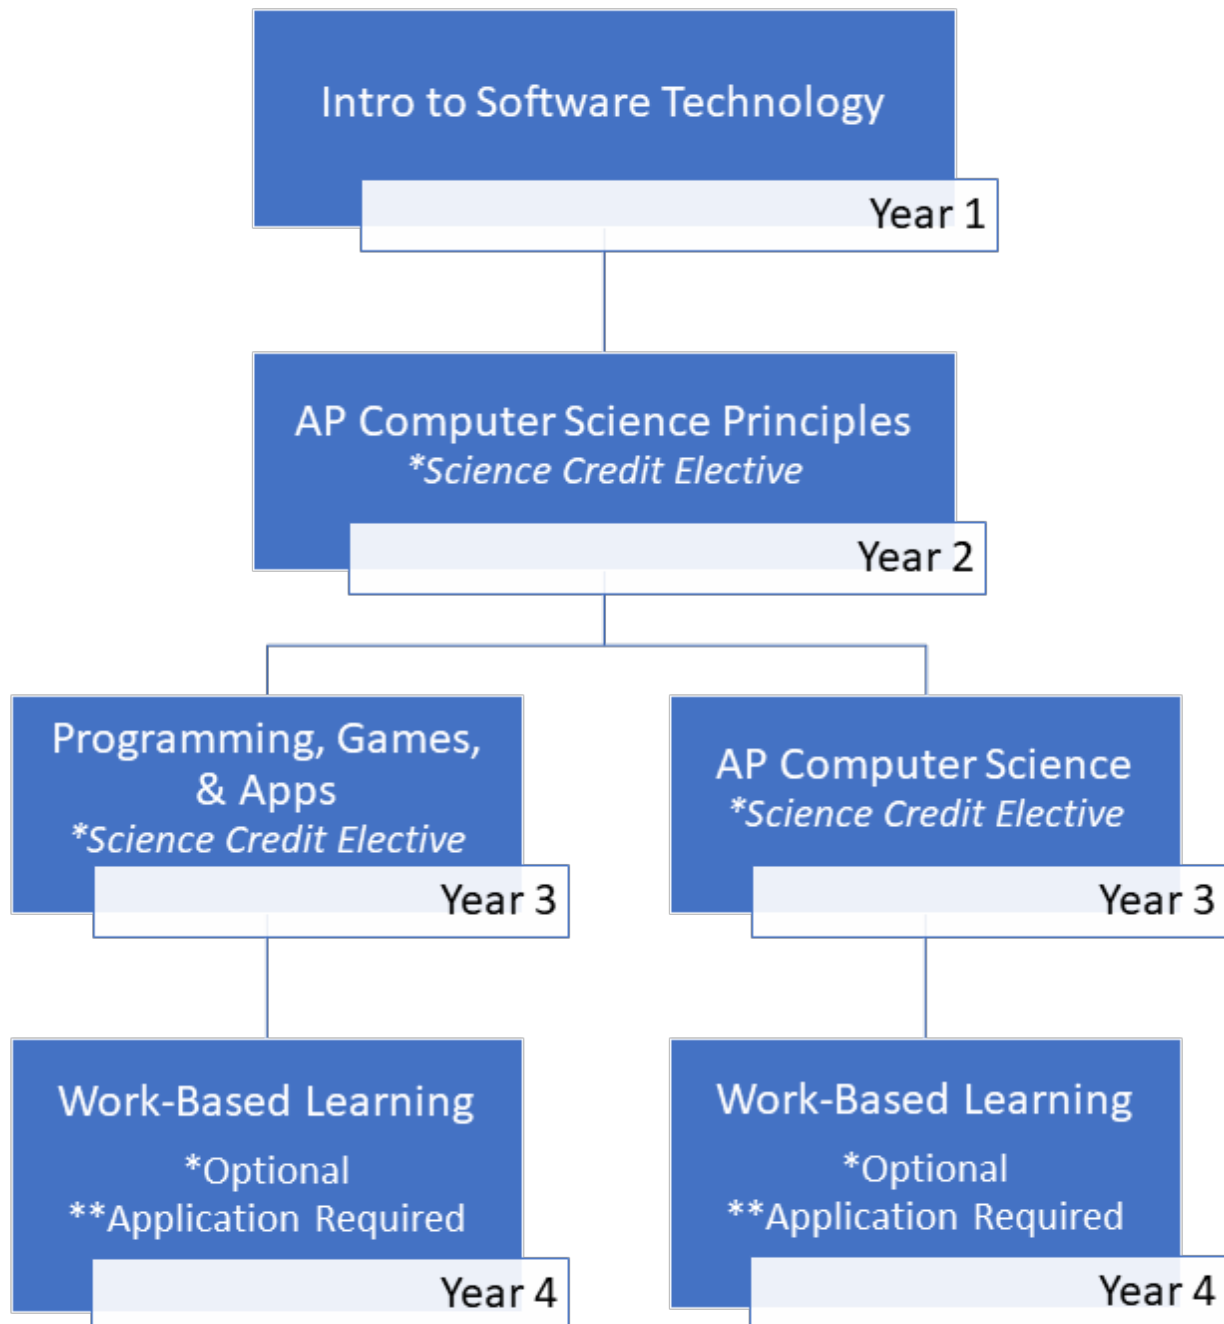 Intro to Software Technology
Year 1
AP Computer Science Principles
*Science Credit Elective
Year 2
Programming, Games,
& Apps
*Science Credit Elective
Year 3
AP Computer Science
*Science Credit Elective
Year 3
Work-Based Learning
*Optional
**Application Required
Year 4
Work-Based Learning
*Optional
**Application Required
Year 4